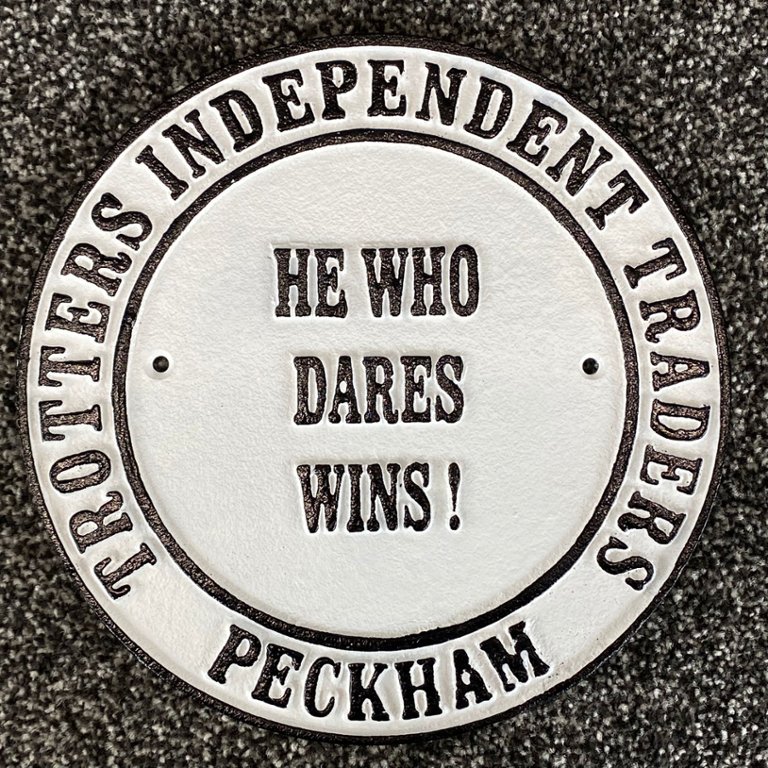 TROTTERS INDEPENDENT TRADERS
HE WHO
DARES
WINS!
PECKHAM